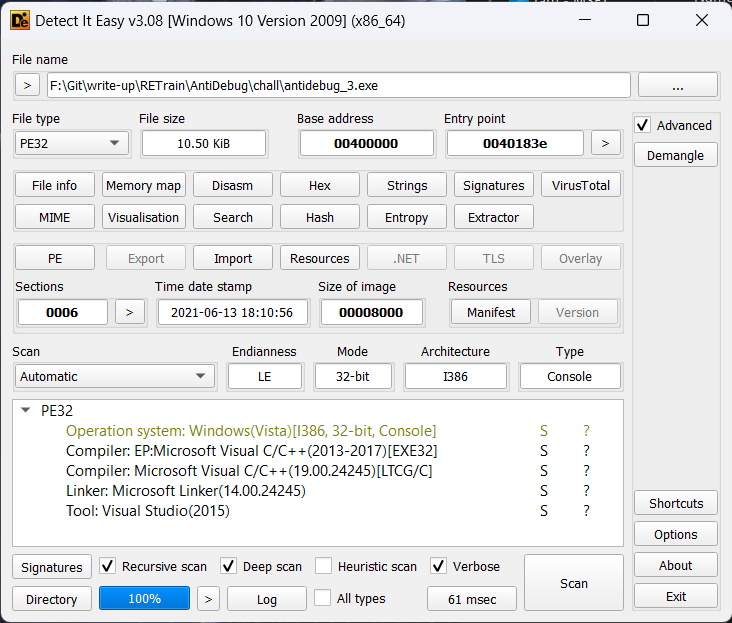 Detect It Easy v3.08 [Windows 10 Version 2009] (x86_64)
File name
> F:\Git\write-up\RETrain\AntiDebug\chall\antidebug_3.exe ...
File type File size Base address Entry point
PE32 10.50 KiB 00400000 0040183e >
Advanced
Demangle
File info Memory map Disasm Hex Strings Signatures VirusTotal
MIME Visualisation Search Hash Entropy Extractor
PE Export Import Resources .NET TLS Overlay
Sections Time date stamp Size of image Resources
0006 > 2021-06-13 18:10:56 00008000 Manifest Version
Scan Endianness Mode Architecture Type
Automatic LE 32-bit I386 Console
PE32
Operation system: Windows(Vista)[I386, 32-bit, Console] S ?
Compiler: EP:Microsoft Visual C/C++(2013-2017)[EXE32] S ?
Compiler: Microsoft Visual C/C++(19.00.24245)[LTCG/C] S ?
Linker: Microsoft Linker(14.00.24245) S ?
Tool: Visual Studio(2015) S ?
Shortcuts
Options
About
Exit
Signatures Recursive scan Deep scan Heuristic scan Verbose Scan
Directory 100% > Log All types 61 msec